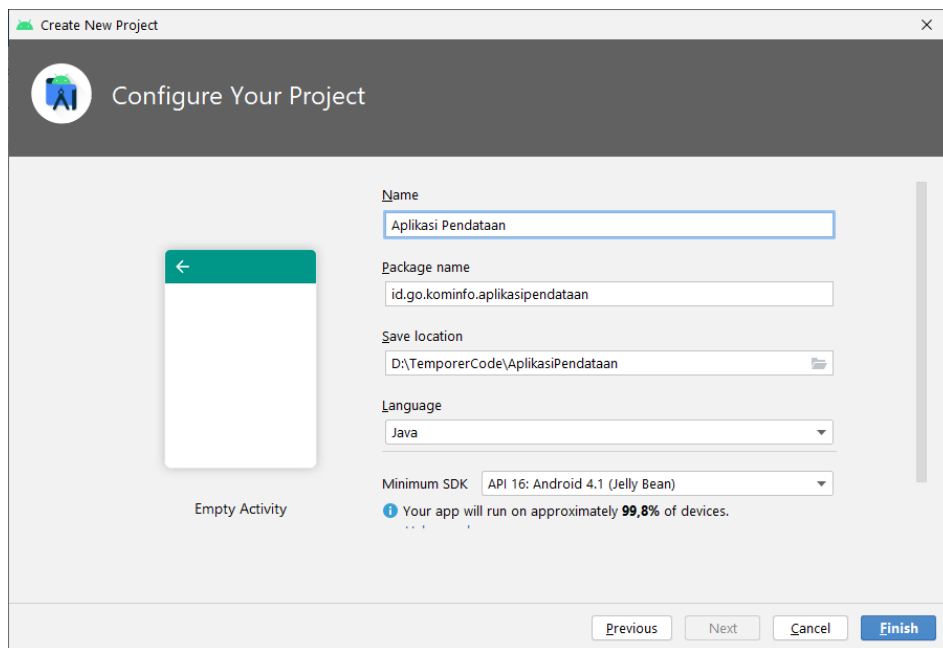 Create New Project
Configure Your Project
Name
Aplikasi Pendataan
Package name
id.go.kominfo.aplikasipendataan
Save location
D:\TemporerCode\AplikasiPendataan
Language
Java
Minimum SDK API 16: Android 4.1 (Jelly Bean)
Your app will run on approximately 99,8% of devices.
Empty Activity
Previous Next Cancel Finish